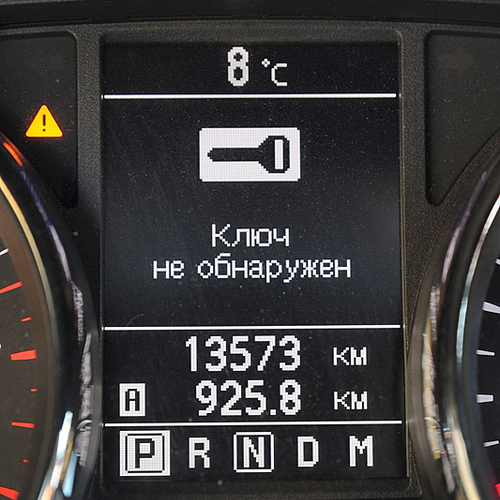 8 °C
Ключ
не обнаружен
13573 км
A 925.8 км
P R N D M